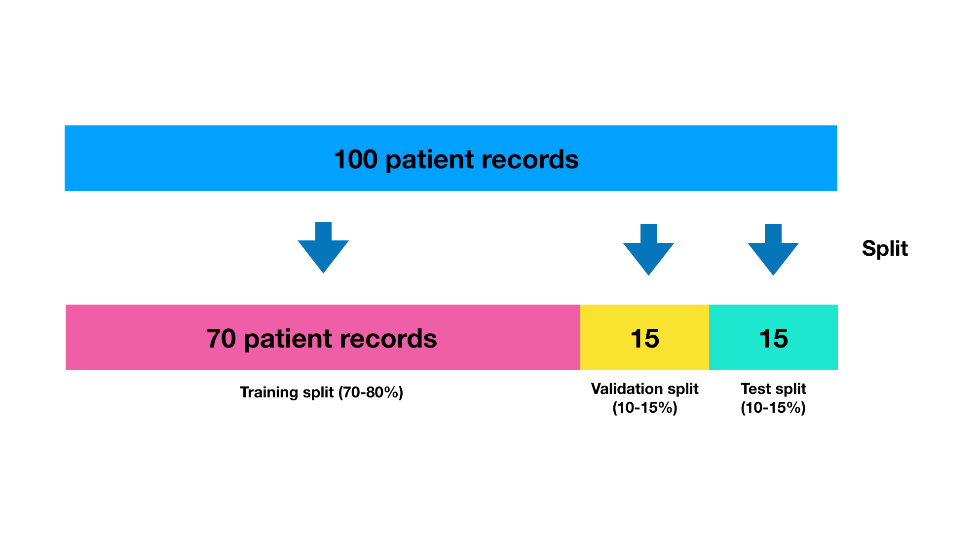 100 patient records
Split
70 patient records
15
15
Training split (70-80%)
Validation split
(10-15%)
Test split
(10-15%)